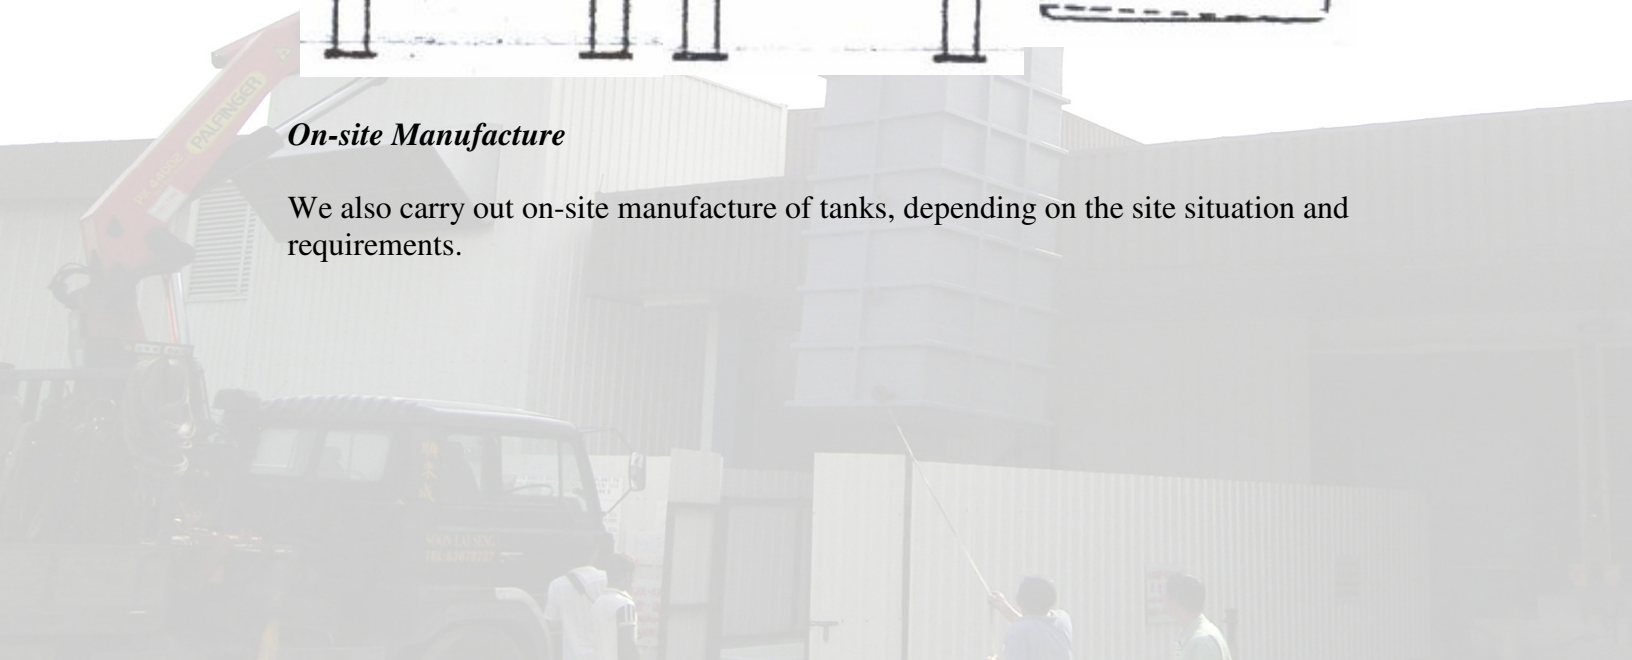 PALFINGER
On-site Manufacture
We also carry out on-site manufacture of tanks, depending on the site situation and
requirements.